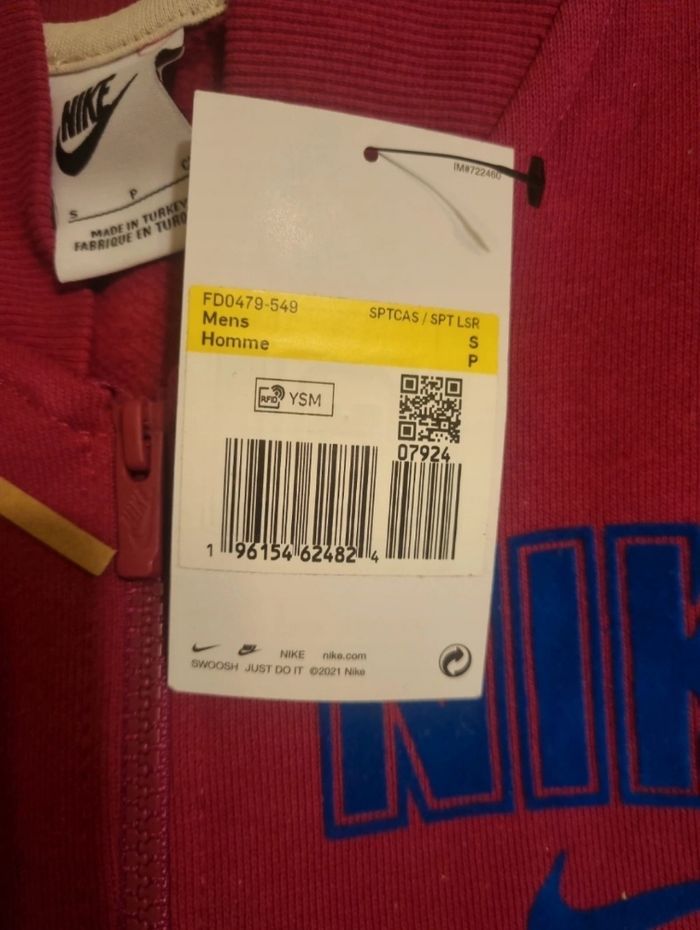 NIKE
S P
MADE IN TURKEY
FABRIQUE EN
IM#722460
FD0479-549
SPTCAS / SPT LSR
Mens
S
Homme
P
RFID YSM
07924
1 96154 62482 4
NIKE nike.com
SWOOSH JUST DO IT ©2021 Nike
NIK